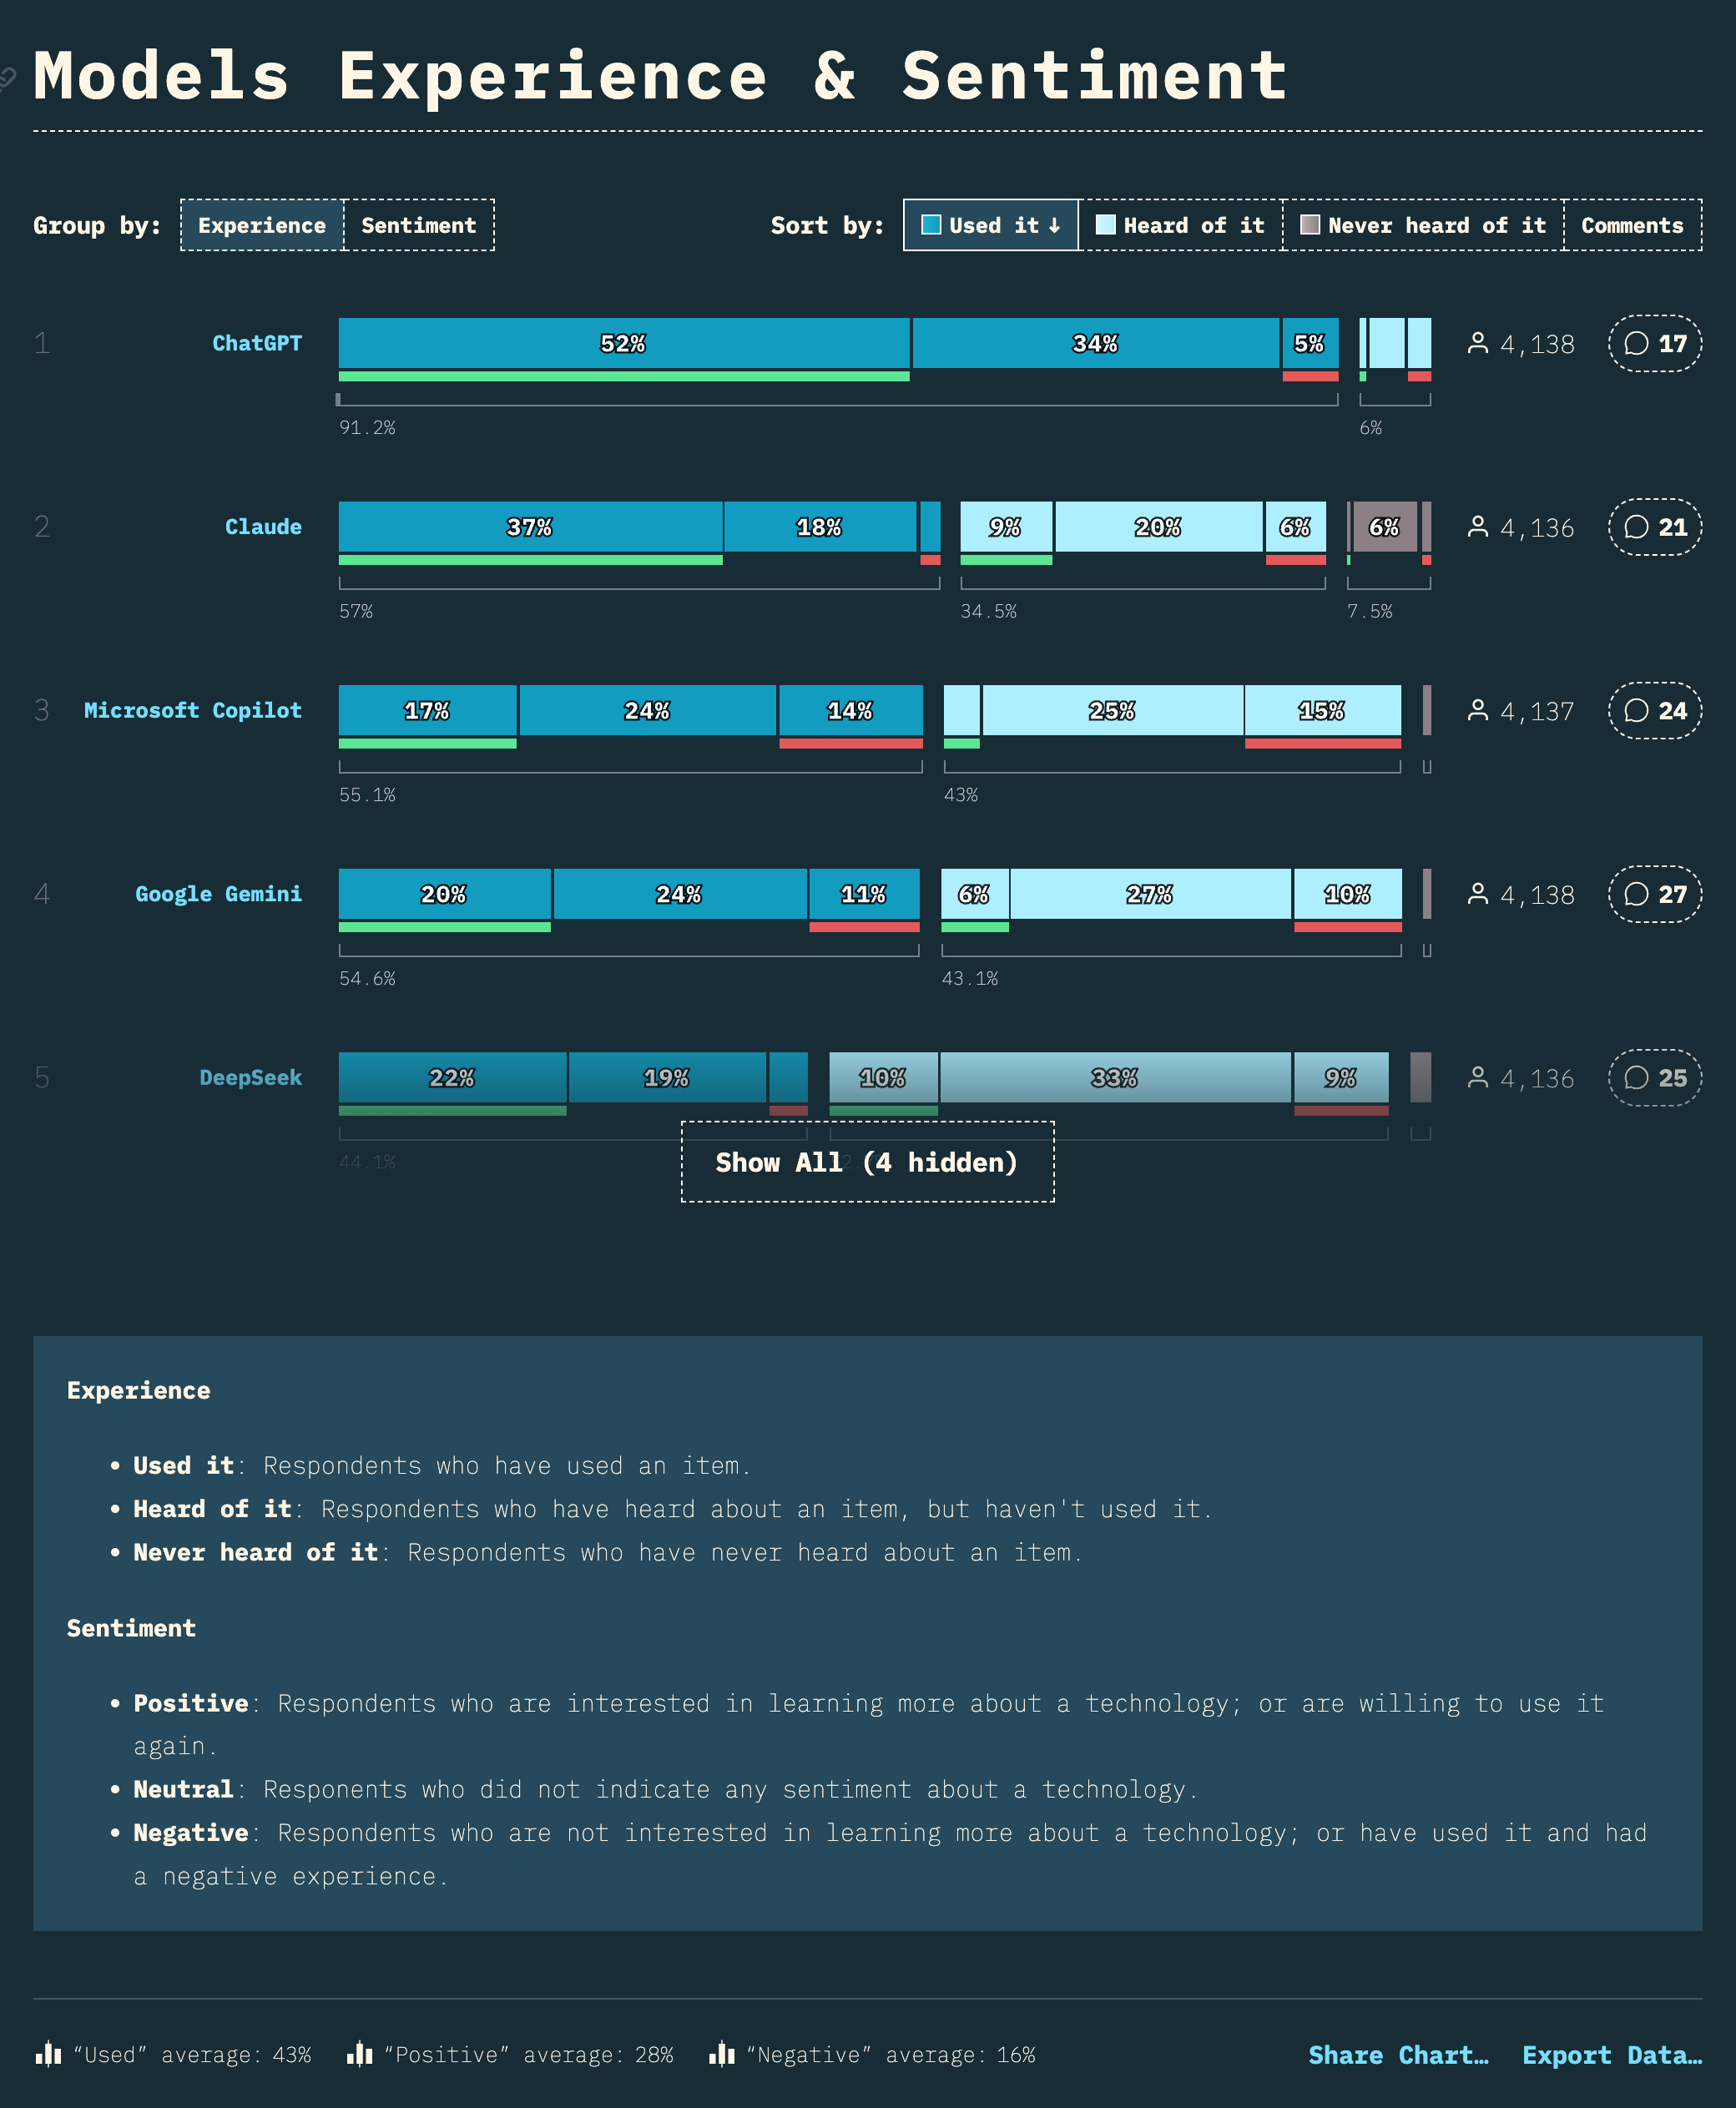 Models Experience & Sentiment
Group by: Experience Sentiment Sort by: Used it ↓ Heard of it Never heard of it Comments
1 ChatGPT 52% 34% 5% 4,138 17
91.2% 6%
2 Claude 37% 18% 9% 20% 6% 6% 4,136 21
57% 34.5% 7.5%
3 Microsoft Copilot 17% 24% 14% 25% 15% 4,137 24
55.1% 43%
4 Google Gemini 20% 24% 11% 6% 27% 10% 4,138 27
54.6% 43.1%
5 DeepSeek 22% 19% 10% 33% 9% 4,136 25
44.1% Show All (4 hidden)
Experience
• Used it: Respondents who have used an item.
• Heard of it: Respondents who have heard about an item, but haven't used it.
• Never heard of it: Respondents who have never heard about an item.
Sentiment
• Positive: Respondents who are interested in learning more about a technology; or are willing to use it
again.
• Neutral: Responents who did not indicate any sentiment about a technology.
• Negative: Respondents who are not interested in learning more about a technology; or have used it and had
a negative experience.
“Used” average: 43% “Positive” average: 28% “Negative” average: 16% Share Chart… Export Data…